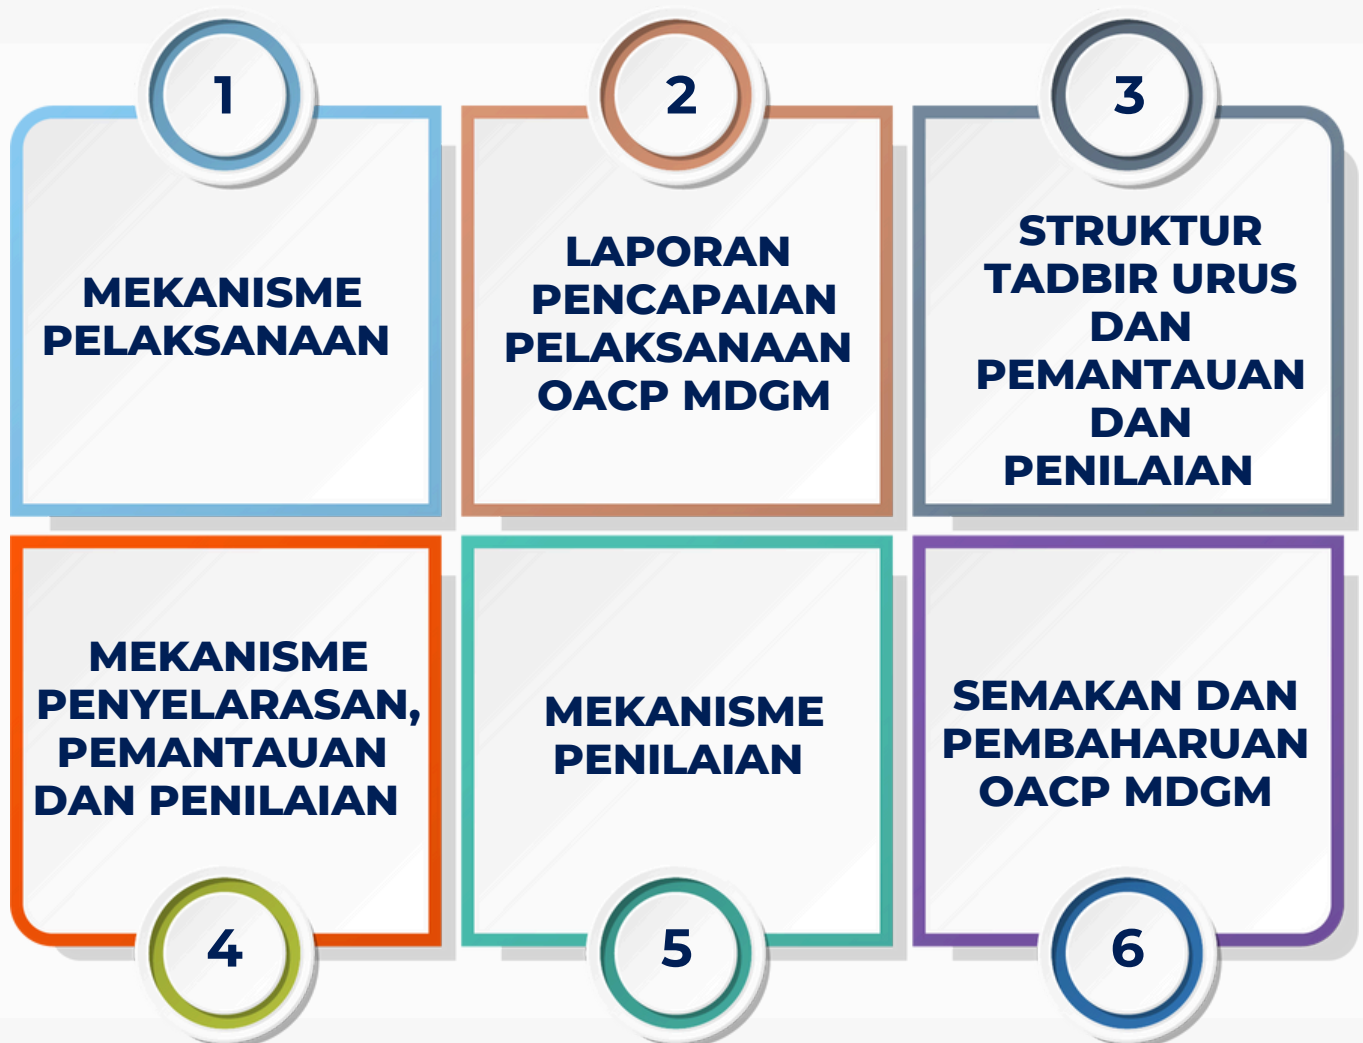 1
MEKANISME
PELAKSANAAN
2
LAPORAN
PENCAPAIAN
PELAKSANAAN
OACP MDGM
3
STRUKTUR
TADBIR URUS
DAN
PEMANTAUAN
DAN
PENILAIAN
MEKANISME
PENYELARASAN,
PEMANTAUAN
DAN PENILAIAN
4
MEKANISME
PENILAIAN
5
SEMAKAN DAN
PEMBAHARUAN
OACP MDGM
6